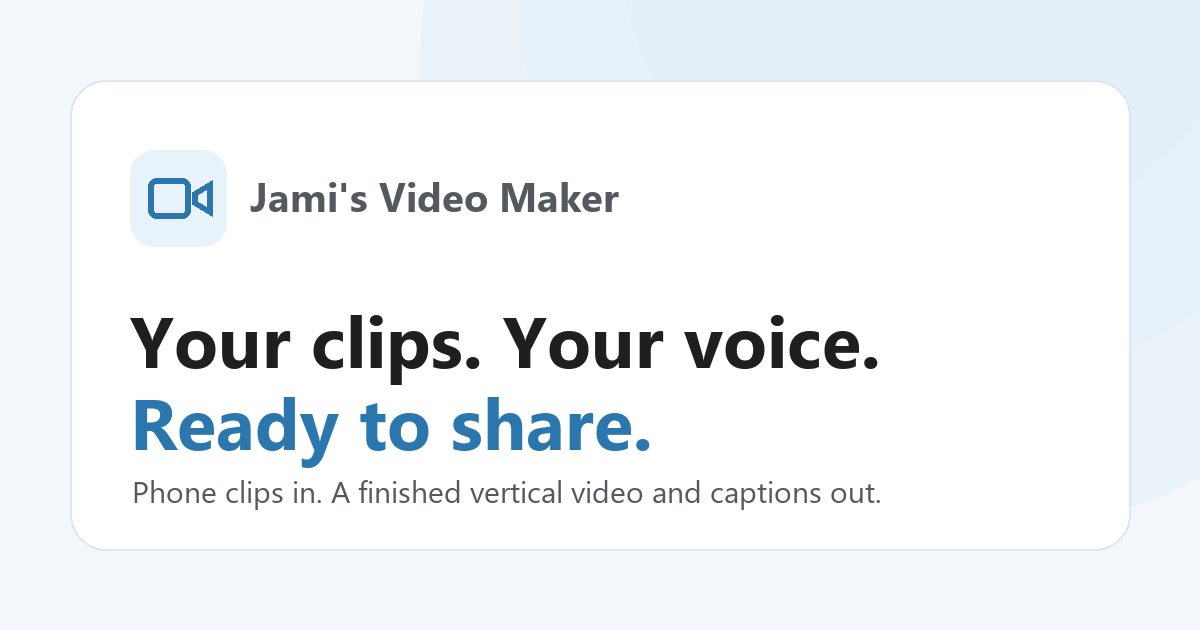 Jami's Video Maker
Your clips. Your voice.
Ready to share.
Phone clips in. A finished vertical video and captions out.